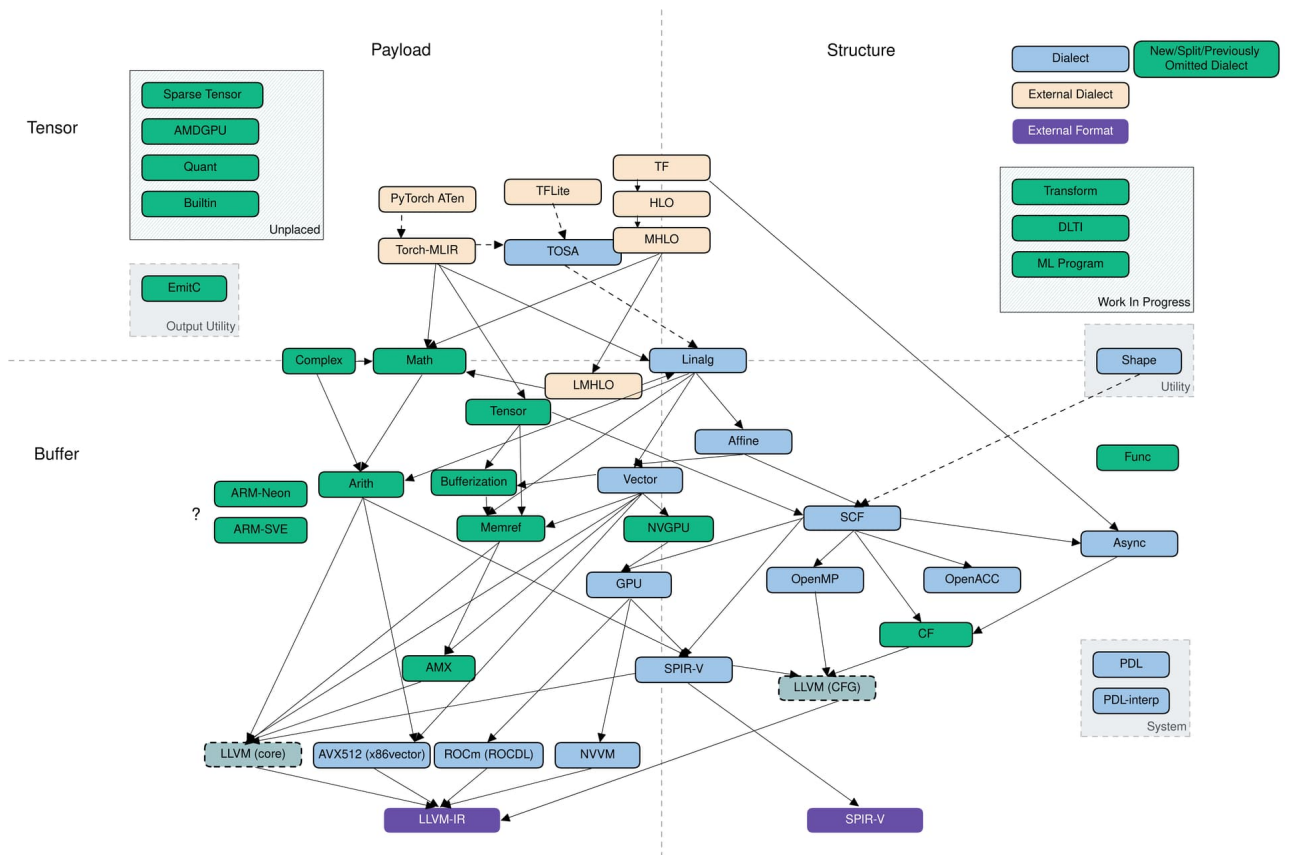 Payload
Structure
Dialect
New/Split/Previously
Omitted Dialect
External Dialect
External Format
Tensor
Sparse Tensor
AMDGPU
Quant
Builtin
Unplaced
EmitC
Output Utility
PyTorch ATen
TFLite
TF
HLO
MHLO
Torch-MLIR
TOSA
Transform
DLTI
ML Program
Work In Progress
Complex
Math
Linalg
LMHLO
Shape
Utility
Tensor
Buffer
Affine
Func
Arith
Bufferization
Vector
ARM-Neon
?
ARM-SVE
Memref
NVGPU
SCF
Async
GPU
OpenMP
OpenACC
CF
AMX
SPIR-V
LLVM (CFG)
PDL
PDL-interp
System
LLVM (core)
AVX512 (x86vector)
ROCm (ROCDL)
NVVM
LLVM-IR
SPIR-V